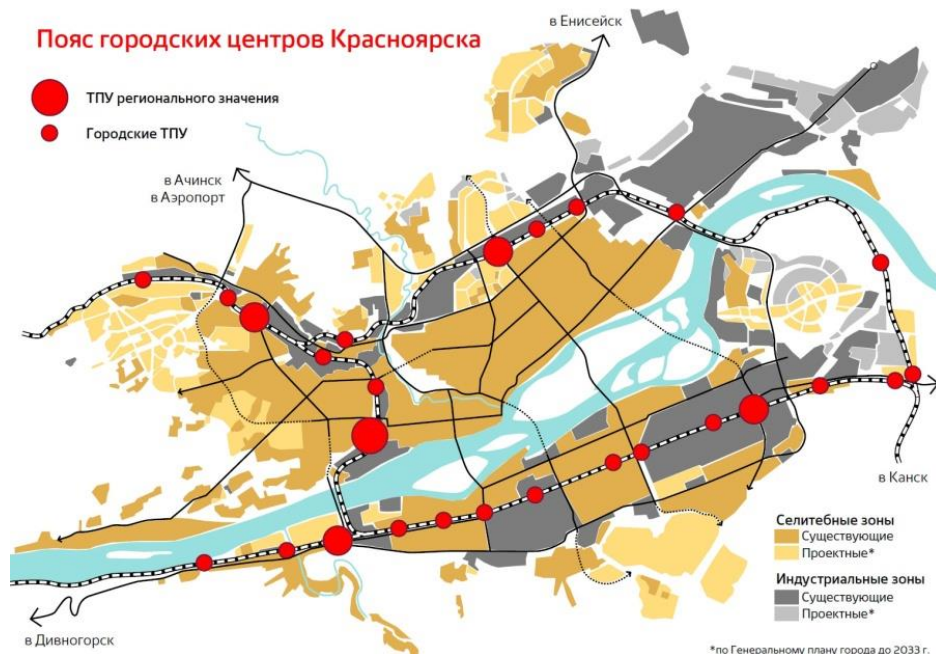 Пояс городских центров Красноярска
ТПУ регионального значения
Городские ТПУ
в Енисейск
в Ачинск
в Аэропорт
в Канск
в Дивногорск
Селитебные зоны
Существующие
Проектные*
Индустриальные зоны
Существующие
Проектные*
*по Генеральному плану города до 2033 г.